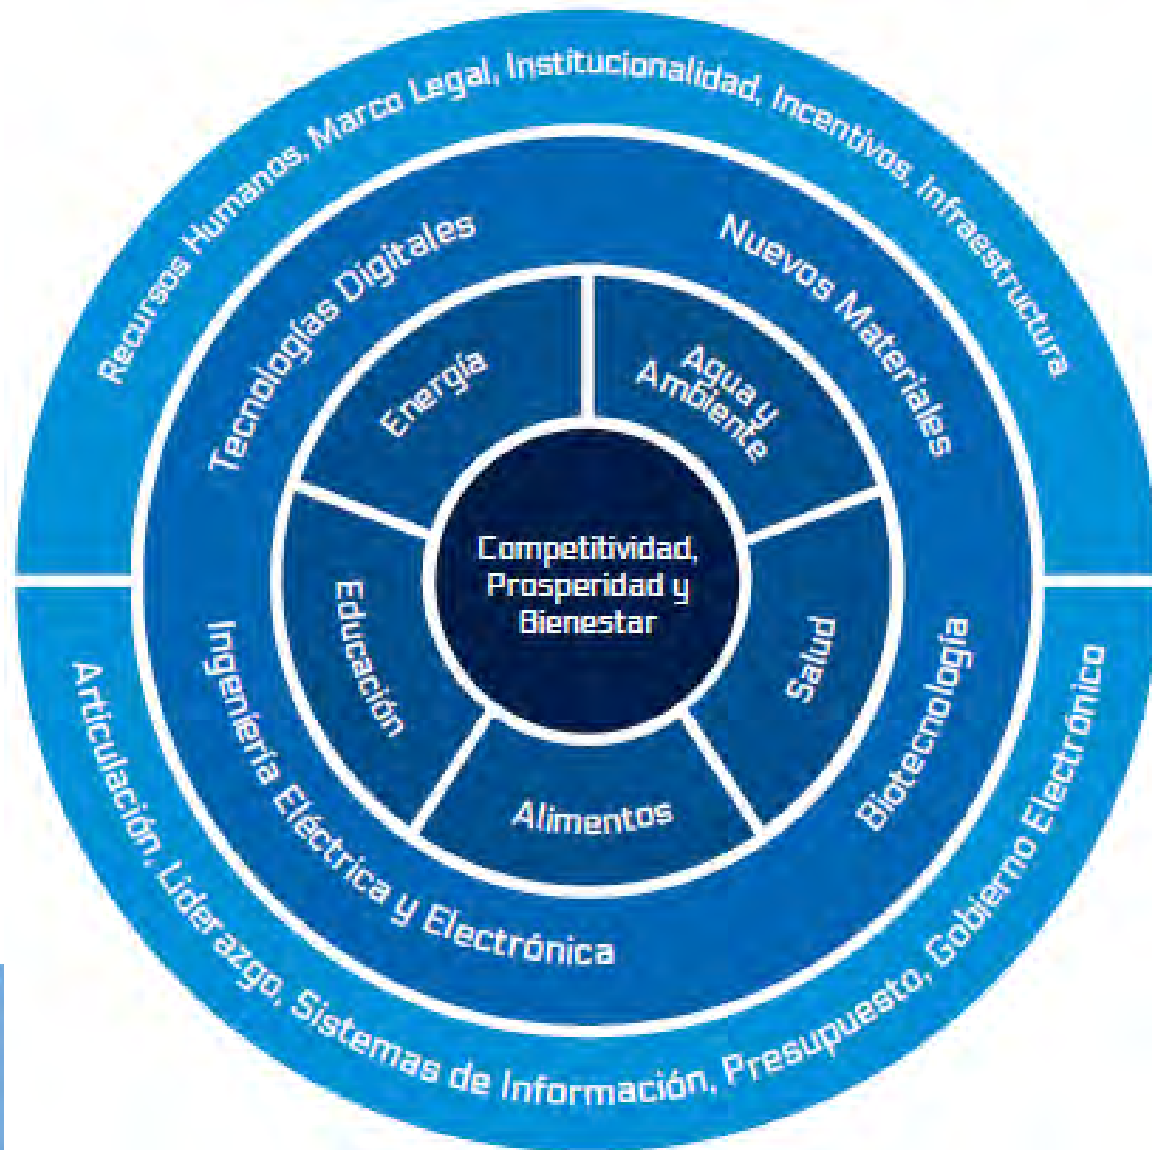 Recursos Humanos, Marco Legal, Institucionalidad, Incentivos, Infraestructura
Tecnologías Digitales
Nuevos Materiales
Energía
Agua y
Ambiente
Competitividad,
Prosperidad y
Bienestar
Educación
Salud
Alimentos
Ingeniería Eléctrica y Electrónica
Biotecnología
Articulación, Liderazgo, Sistemas de Información, Presupuesto, Gobierno Electrónico